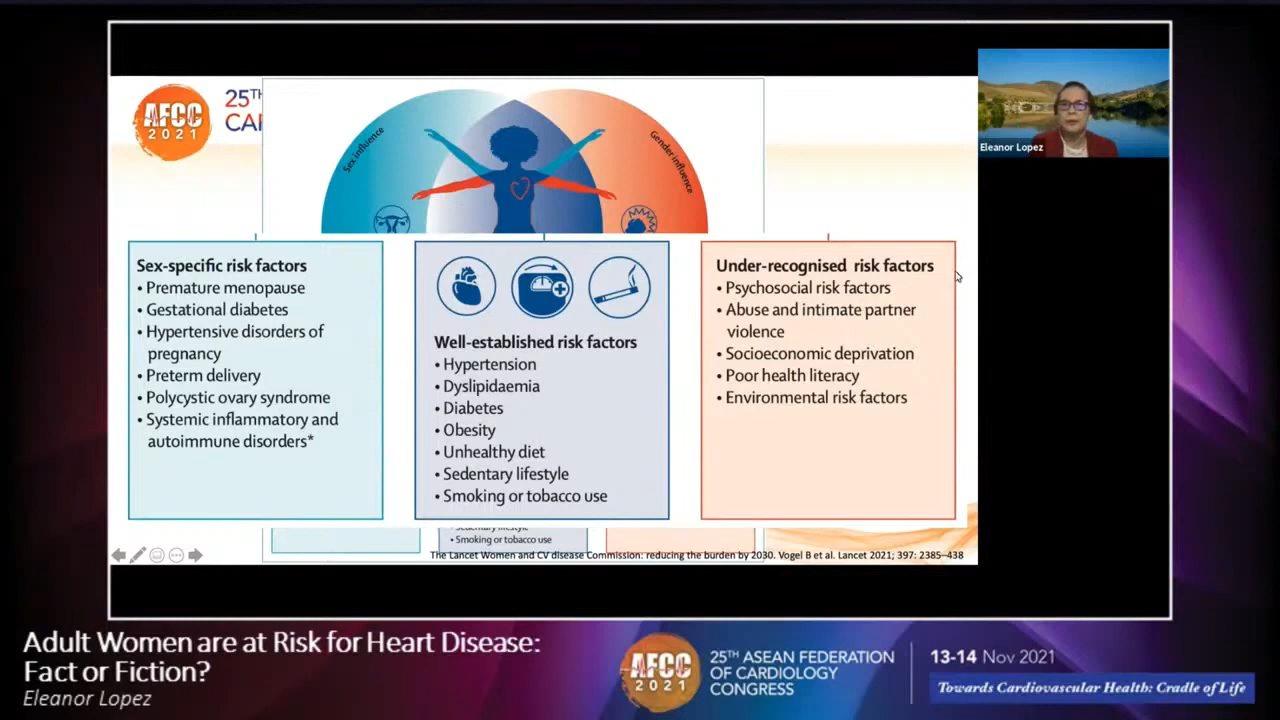 AFCC
2021
25TH
CA
Sex influence
Gender influence
Eleanor Lopez
Sex-specific risk factors
• Premature menopause
• Gestational diabetes
• Hypertensive disorders of
pregnancy
• Preterm delivery
• Polycystic ovary syndrome
• Systemic inflammatory and
autoimmune disorders*
Well-established risk factors
• Hypertension
• Dyslipidaemia
• Diabetes
• Obesity
• Unhealthy diet
• Sedentary lifestyle
• Smoking or tobacco use
Under-recognised risk factors
• Psychosocial risk factors
• Abuse and intimate partner
violence
• Socioeconomic deprivation
• Poor health literacy
• Environmental risk factors
• Sedentary lifestyle
• Smoking or tobacco use
The Lancet Women and CV disease Commission: reducing the burden by 2030. Vogel B et al. Lancet 2021; 397: 2385–438
Adult Women are at Risk for Heart Disease:
Fact or Fiction?
Eleanor Lopez
AFCC
2021
25TH ASEAN FEDERATION
OF CARDIOLOGY
CONGRESS
13-14 Nov 2021
Towards Cardiovascular Health: Cradle of Life